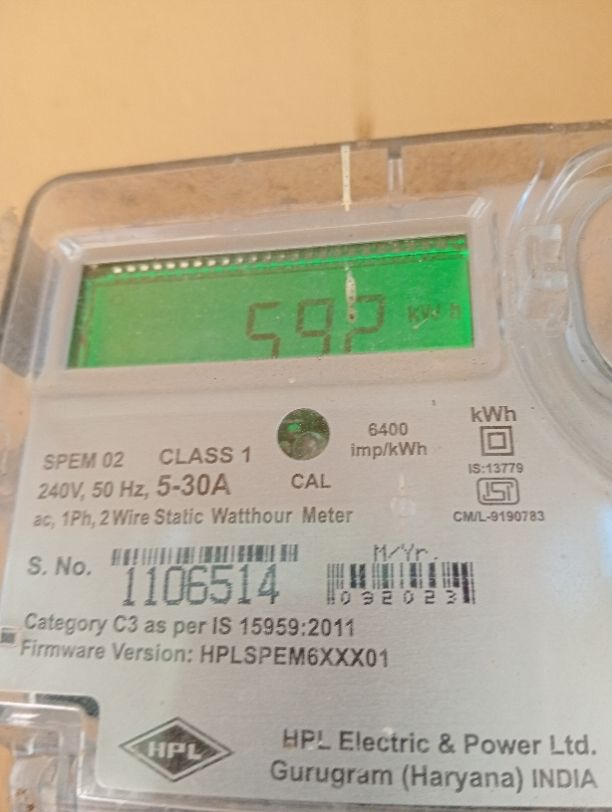 592 kWh
6400
imp/kWh
kWh
SPEM 02 CLASS 1
CAL
IS:13779
240V, 50 Hz, 5-30A
ISI
ac, 1Ph, 2 Wire Static Watthour Meter
CM/L-9190783
S. No. 1106514
M/Yr.
092023
Category C3 as per IS 15959:2011
Firmware Version: HPLSPEM6XXX01
HPL
HPL Electric & Power Ltd.
Gurugram (Haryana) INDIA